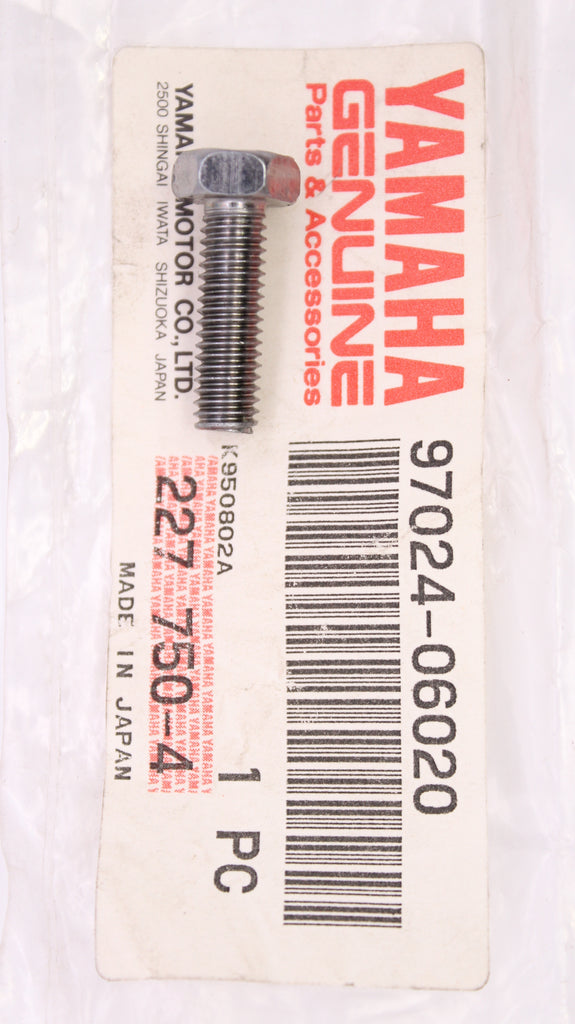 YAMAHA
GENUINE
Parts & Accessories
YAMA MOTOR CO., LTD.
2500 SHINGAI IWATA SHIZUOKA JAPAN
97024-06020
K950802A
1 PC
227 750-4
MADE IN JAPAN